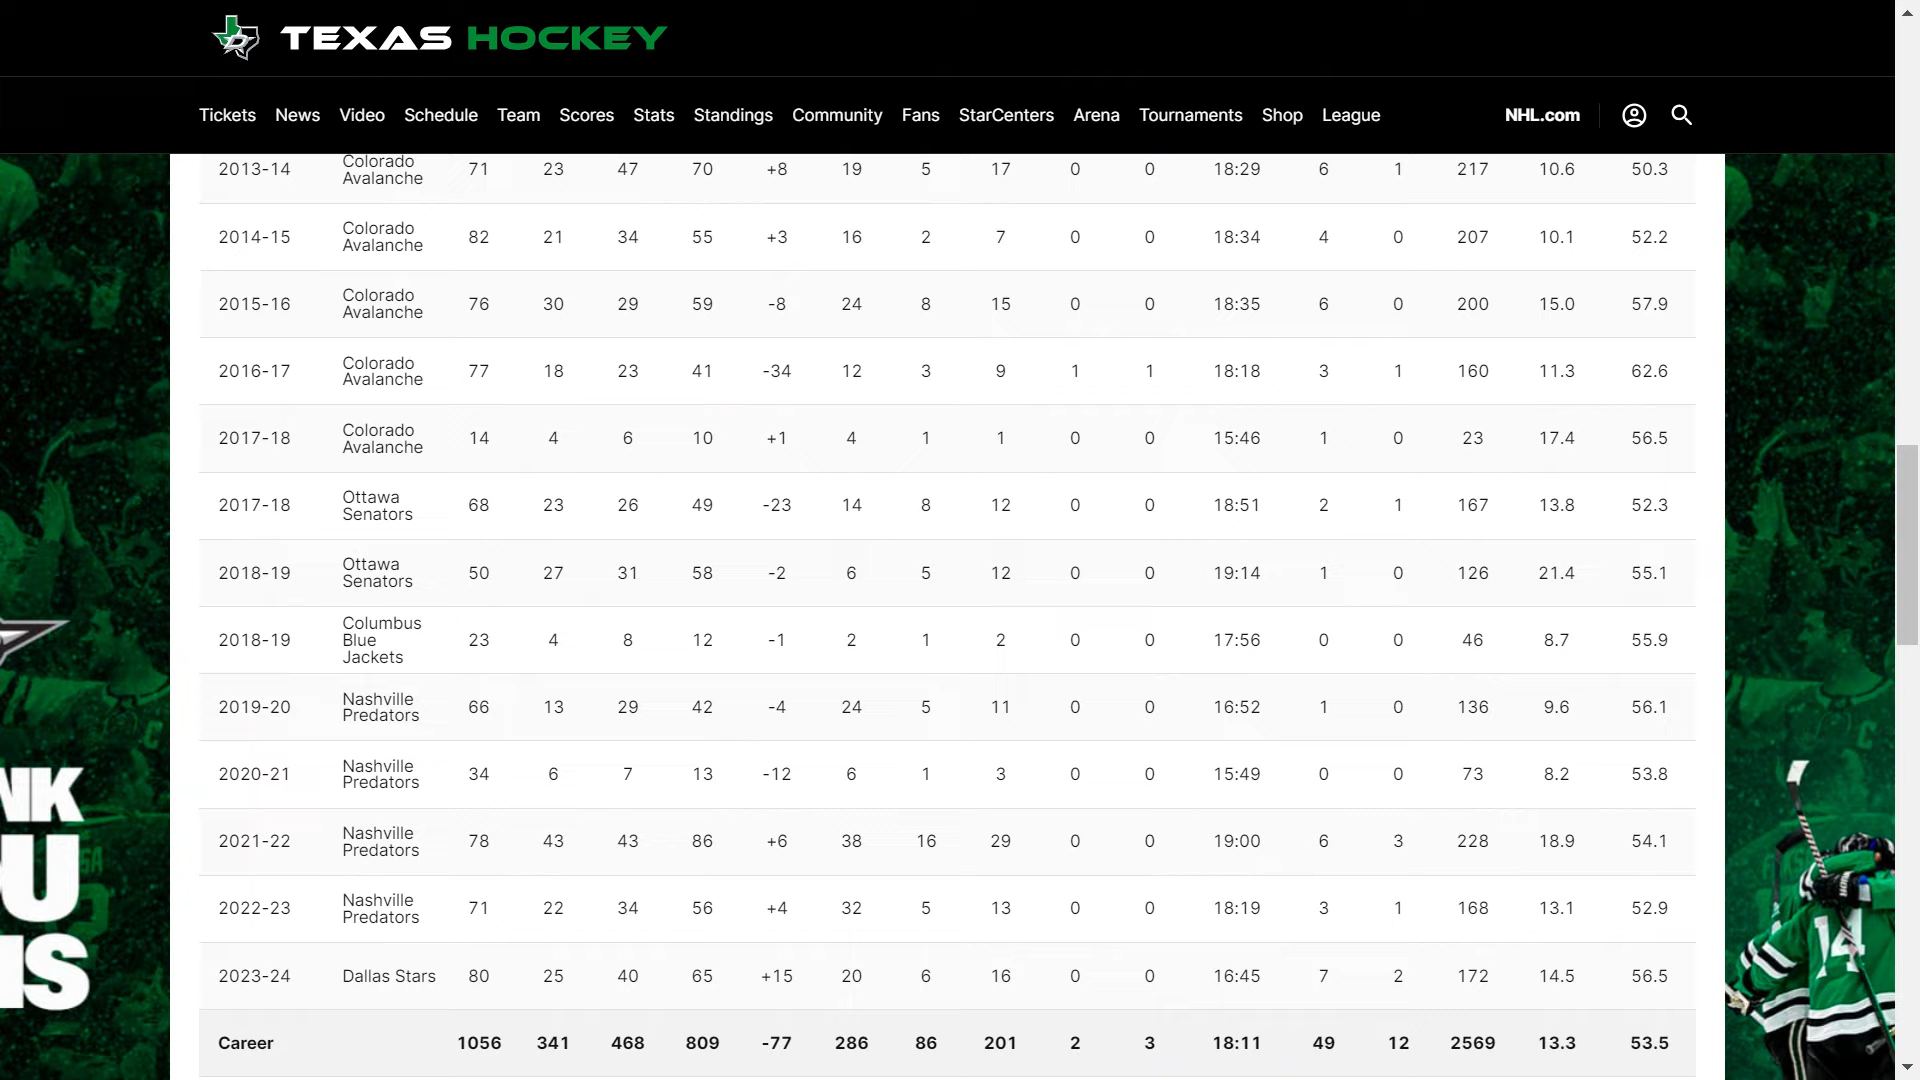 TEXAS HOCKEY
Tickets News Video Schedule Team Scores Stats Standings Community Fans StarCenters Arena Tournaments Shop League NHL.com
2013-14 Colorado Avalanche 71 23 47 70 +8 19 5 17 0 0 18:29 6 1 217 10.6 50.3
2014-15 Colorado Avalanche 82 21 34 55 +3 16 2 7 0 0 18:34 4 0 207 10.1 52.2
2015-16 Colorado Avalanche 76 30 29 59 -8 24 8 15 0 0 18:35 6 0 200 15.0 57.9
2016-17 Colorado Avalanche 77 18 23 41 -34 12 3 9 1 1 18:18 3 1 160 11.3 62.6
2017-18 Colorado Avalanche 14 4 6 10 +1 4 1 1 0 0 15:46 1 0 23 17.4 56.5
2017-18 Ottawa Senators 68 23 26 49 -23 14 8 12 0 0 18:51 2 1 167 13.8 52.3
2018-19 Ottawa Senators 50 27 31 58 -2 6 5 12 0 0 19:14 1 0 126 21.4 55.1
2018-19 Columbus Blue Jackets 23 4 8 12 -1 2 1 2 0 0 17:56 0 0 46 8.7 55.9
2019-20 Nashville Predators 66 13 29 42 -4 24 5 11 0 0 16:52 1 0 136 9.6 56.1
2020-21 Nashville Predators 34 6 7 13 -12 6 1 3 0 0 15:49 0 0 73 8.2 53.8
2021-22 Nashville Predators 78 43 43 86 +6 38 16 29 0 0 19:00 6 3 228 18.9 54.1
2022-23 Nashville Predators 71 22 34 56 +4 32 5 13 0 0 18:19 3 1 168 13.1 52.9
2023-24 Dallas Stars 80 25 40 65 +15 20 6 16 0 0 16:45 7 2 172 14.5 56.5
Career 1056 341 468 809 -77 286 86 201 2 3 18:11 49 12 2569 13.3 53.5
NK
U
NS
14